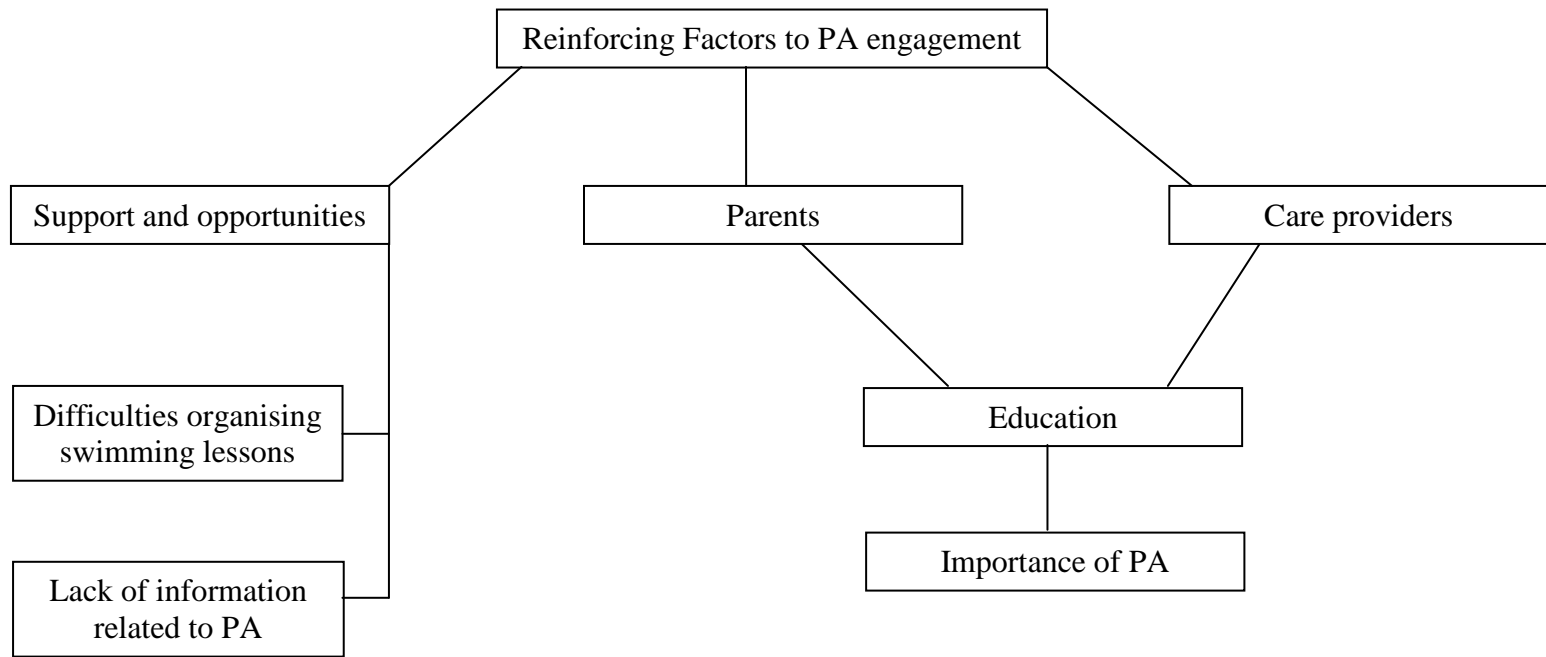 Reinforcing Factors to PA engagement
Support and opportunities
Parents
Care providers
Difficulties organising
swimming lessons
Education
Importance of PA
Lack of information
related to PA